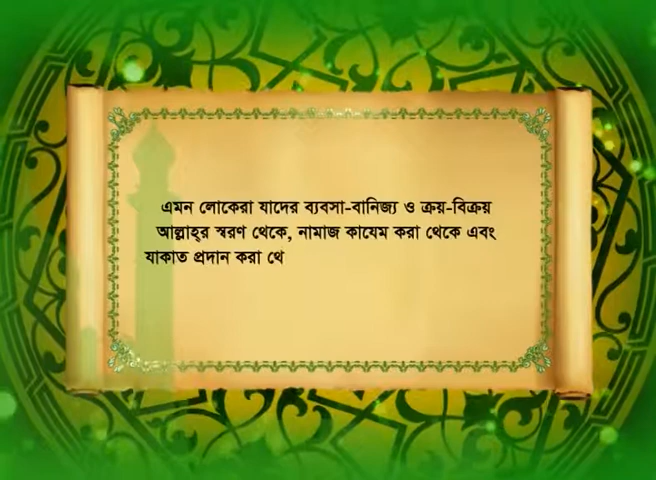 এমন লোকেরা যাদের ব্যবসা-বানিজ্য ও ক্রয়-বিক্রয়
আল্লাহ্‌র স্বরণ থেকে, নামাজ কাযেম করা থেকে এবং
যাকাত প্রদান করা থে